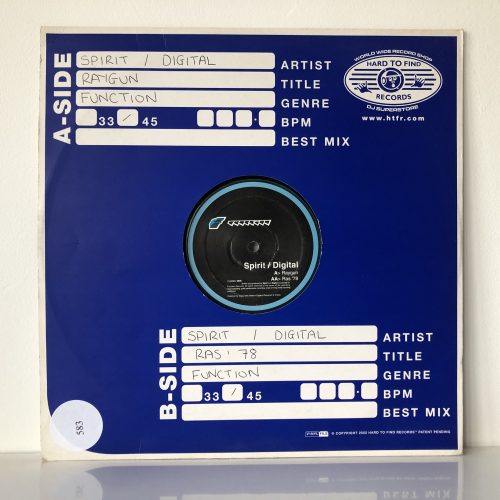 WORLD WIDE RECORD SHOP
HARD TO FIND
RECORDS
DJ SUPERSTORE
www.htfr.com
A-SIDE
SPIRIT / DIGITAL ARTIST
RAYGUN TITLE
FUNCTION GENRE
33 / 45 BPM
BEST MIX
Spirit / Digital
A> Raygun
AA> Ras '78
B-SIDE
SPIRIT / DIGITAL ARTIST
RAS '78 TITLE
FUNCTION GENRE
33 / 45 BPM
BEST MIX
583
© COPYRIGHT 2002 HARD TO FIND RECORDS™ PATENT PENDING